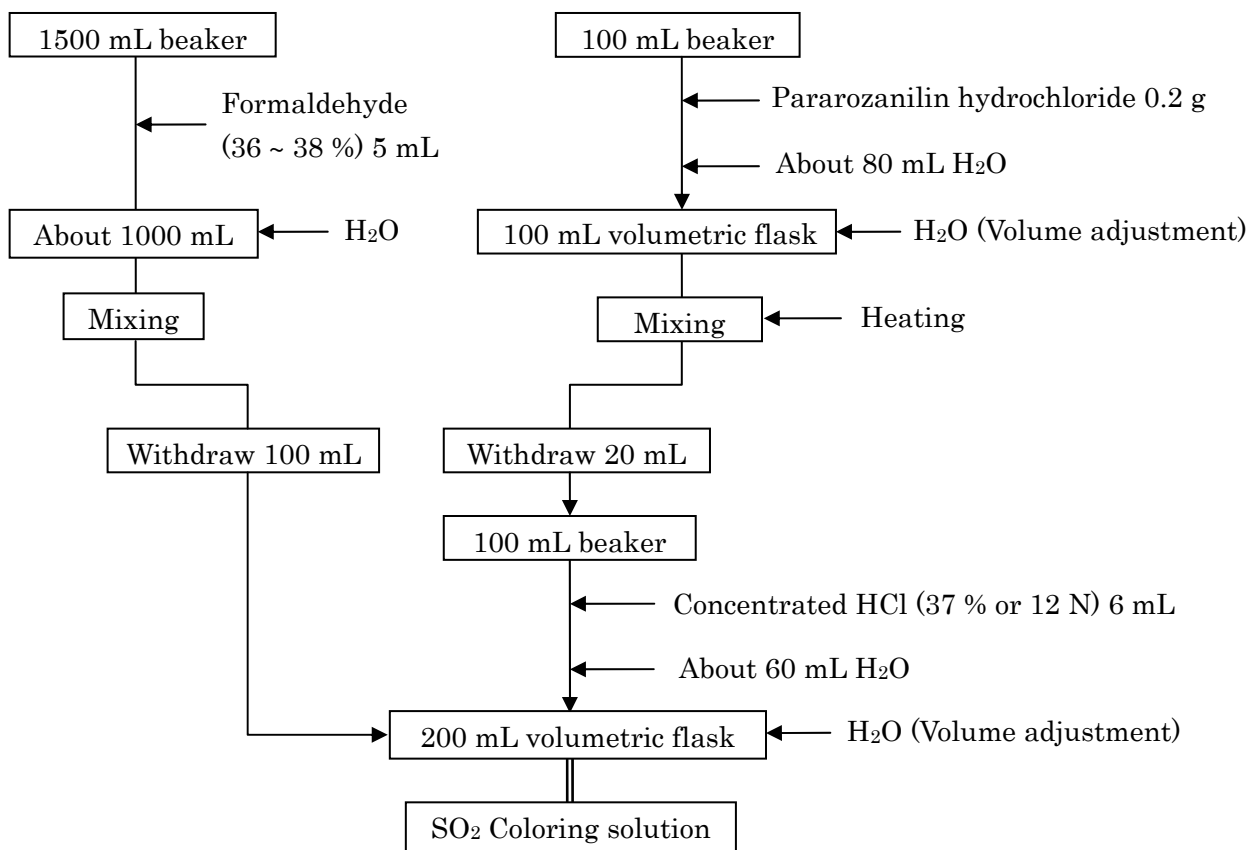 1500 mL beaker
Formaldehyde
(36 ~ 38 %) 5 mL
About 1000 mL
H₂O
Mixing
Withdraw 100 mL
100 mL beaker
Pararozanilin hydrochloride 0.2 g
About 80 mL H₂O
100 mL volumetric flask
H₂O (Volume adjustment)
Mixing
Heating
Withdraw 20 mL
100 mL beaker
Concentrated HCl (37 % or 12 N) 6 mL
About 60 mL H₂O
200 mL volumetric flask
H₂O (Volume adjustment)
SO₂ Coloring solution